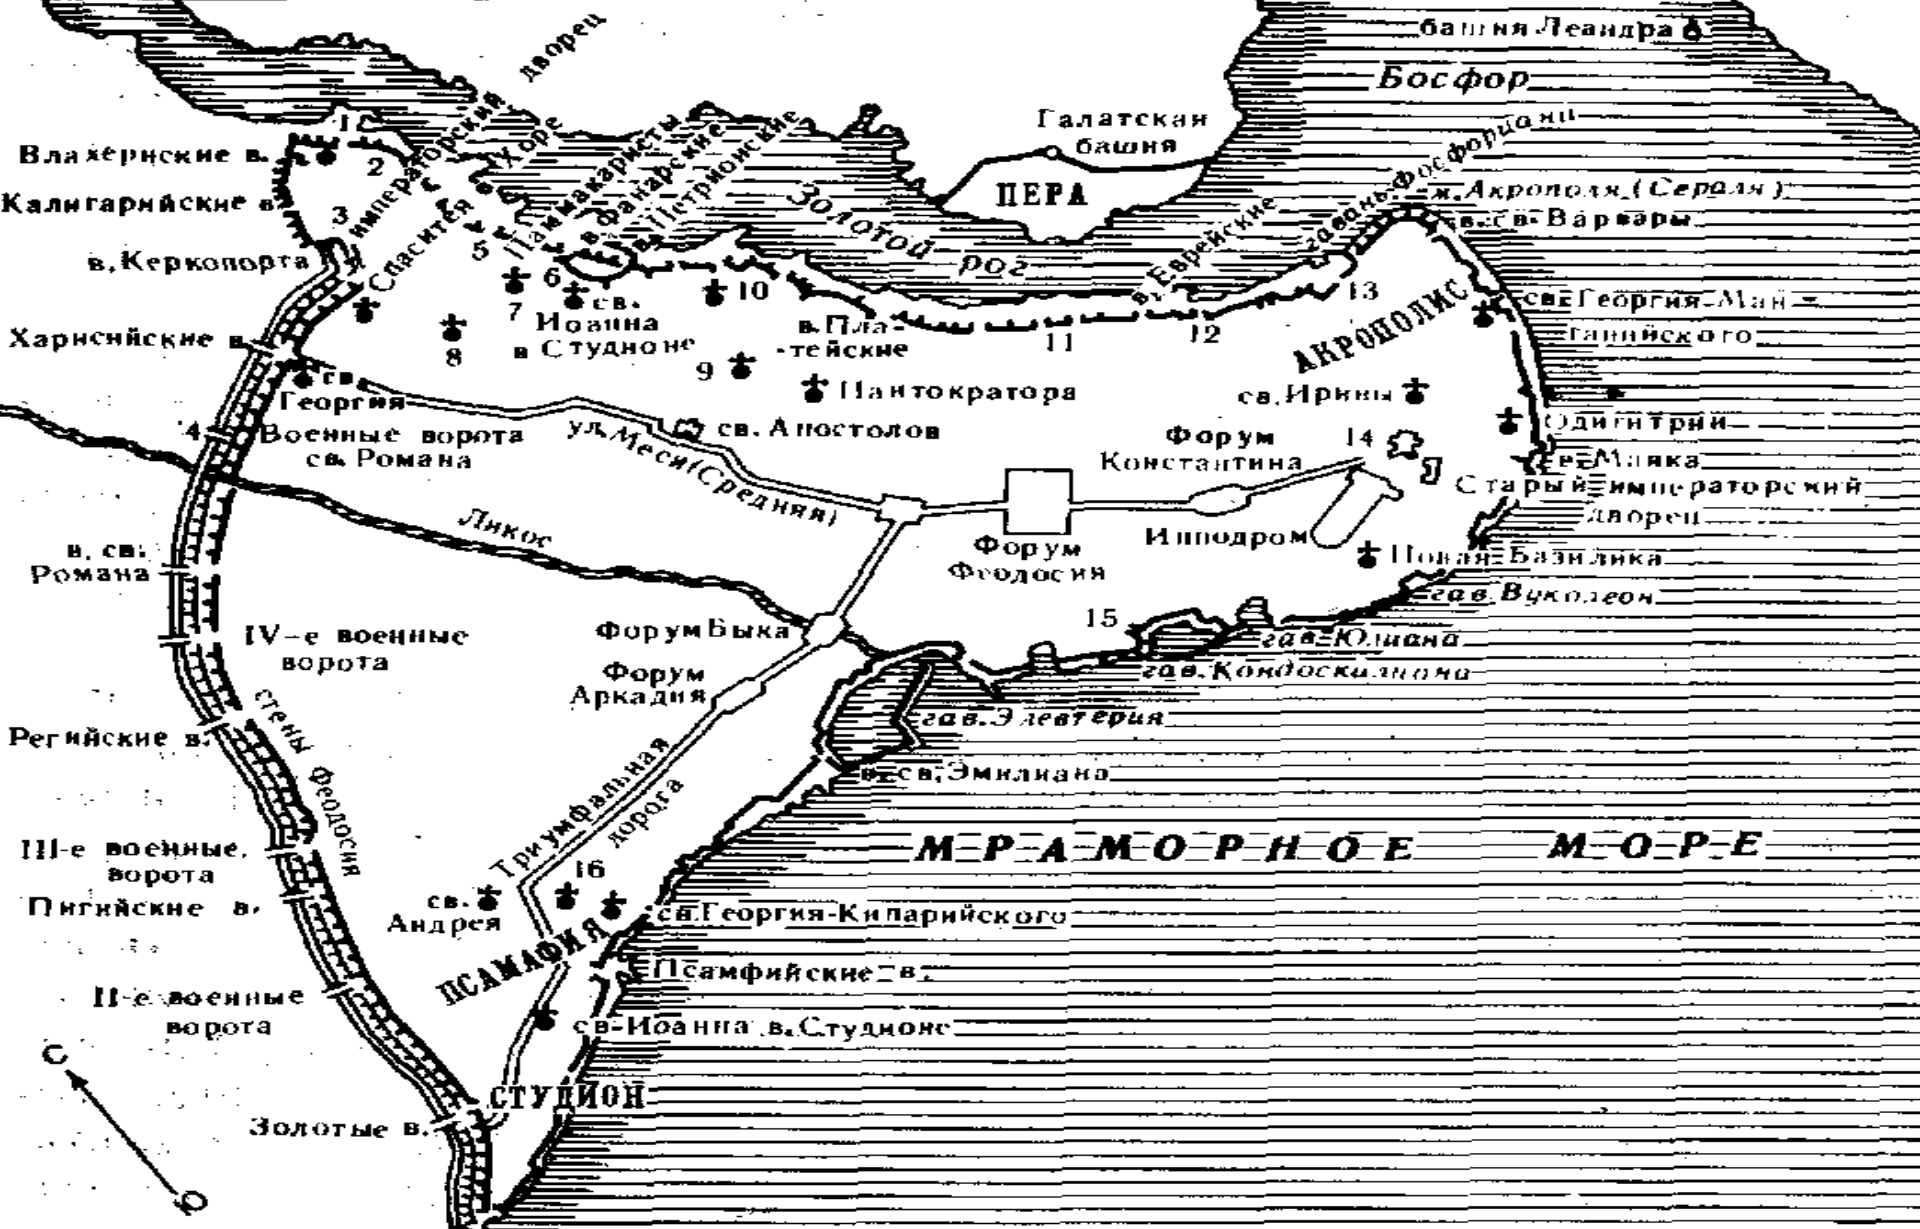 башня Леандра
дворец
Босфор
Галатская
башня
ПЕРА
гавань Фосфориани
м. Акрополя (Сераля)
в. св. Варвары
1
Влахернские в.
2
императорский
Хоре
Паммакаристы
в. Фанарские
в. Петрионские
Золотой рог
Калигарийские в.
3
Спасителя
5
6
в. Керкопорта
7
св.
Иоанна
в Студионе
10
в. Пла-
-тейские
в. Еврейские
11
12
13
АКРОПОЛИС
св. Георгия-Ман-
ганийского
Харисийские в.
8
9
Пантократора
св. Ирины
св.
Георгия
4
Военные ворота
св. Романа
ул. Меси (Средняя)
св. Апостолов
Форум
Константина
14
Одигитрии
в. Маяка
Старый императорский
дворец
Ликос
Форум
Феодосия
Ипподром
Новая Базилика
гав. Вуколеон
в. св.
Романа
IV-е военные
ворота
Форум Быка
15
гав. Юлиана
гав. Кондоскалиона
Форум
Аркадия
гав. Элевтерия
Регийские в.
стены Феодосия
в. св. Эмилиана
Триумфальная
дорога
МРАМОРНОЕ МОРЕ
III-е военные
ворота
Пигийские в.
16
св.
Андрея
св. Георгия-Кипарийского
ПСАМАФИЯ
Псамфийские в.
II-е военные
ворота
св. Иоанна в. Студионе
СТУДИОН
Золотые в.
С
Ю